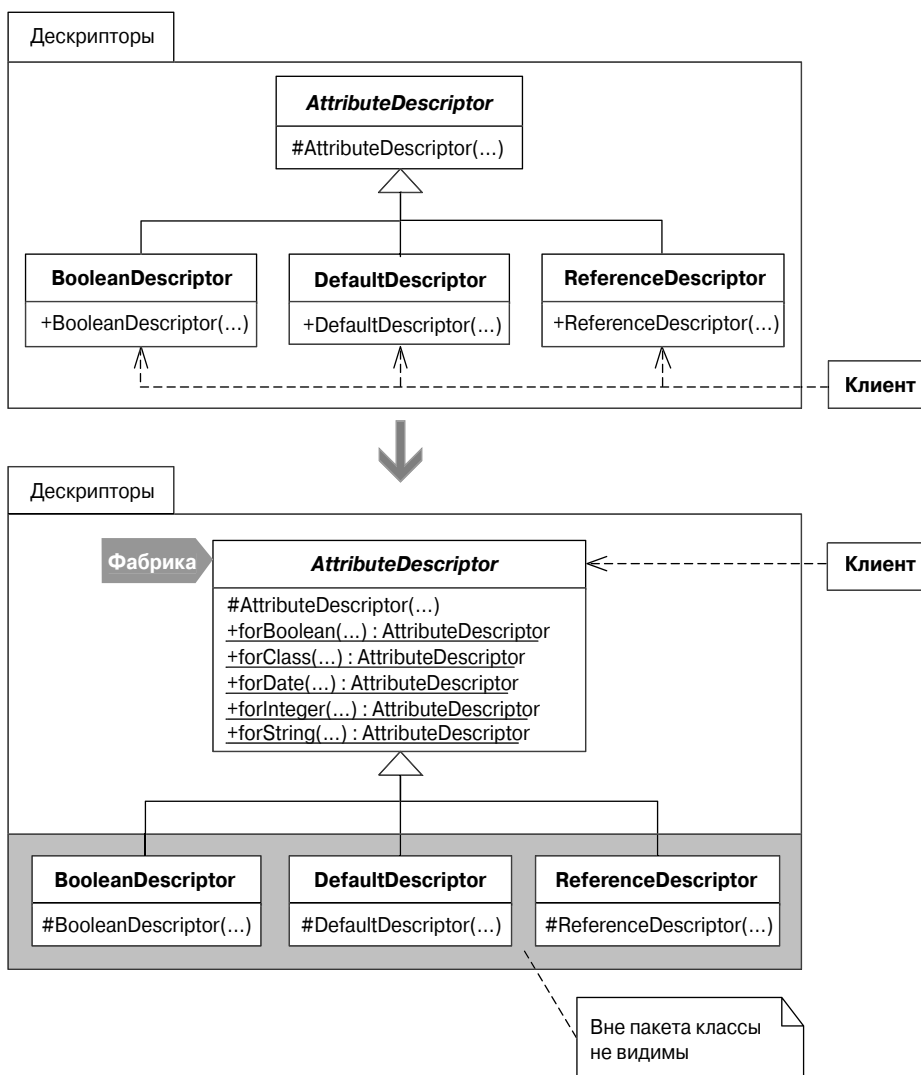 Дескрипторы
AttributeDescriptor
#AttributeDescriptor(...)
BooleanDescriptor
+BooleanDescriptor(...)
DefaultDescriptor
+DefaultDescriptor(...)
ReferenceDescriptor
+ReferenceDescriptor(...)
Клиент
Дескрипторы
Фабрика
AttributeDescriptor
#AttributeDescriptor(...)
+forBoolean(...) : AttributeDescriptor
+forClass(...) : AttributeDescriptor
+forDate(...) : AttributeDescriptor
+forInteger(...) : AttributeDescriptor
+forString(...) : AttributeDescriptor
Клиент
BooleanDescriptor
#BooleanDescriptor(...)
DefaultDescriptor
#DefaultDescriptor(...)
ReferenceDescriptor
#ReferenceDescriptor(...)
Вне пакета классы
не видимы